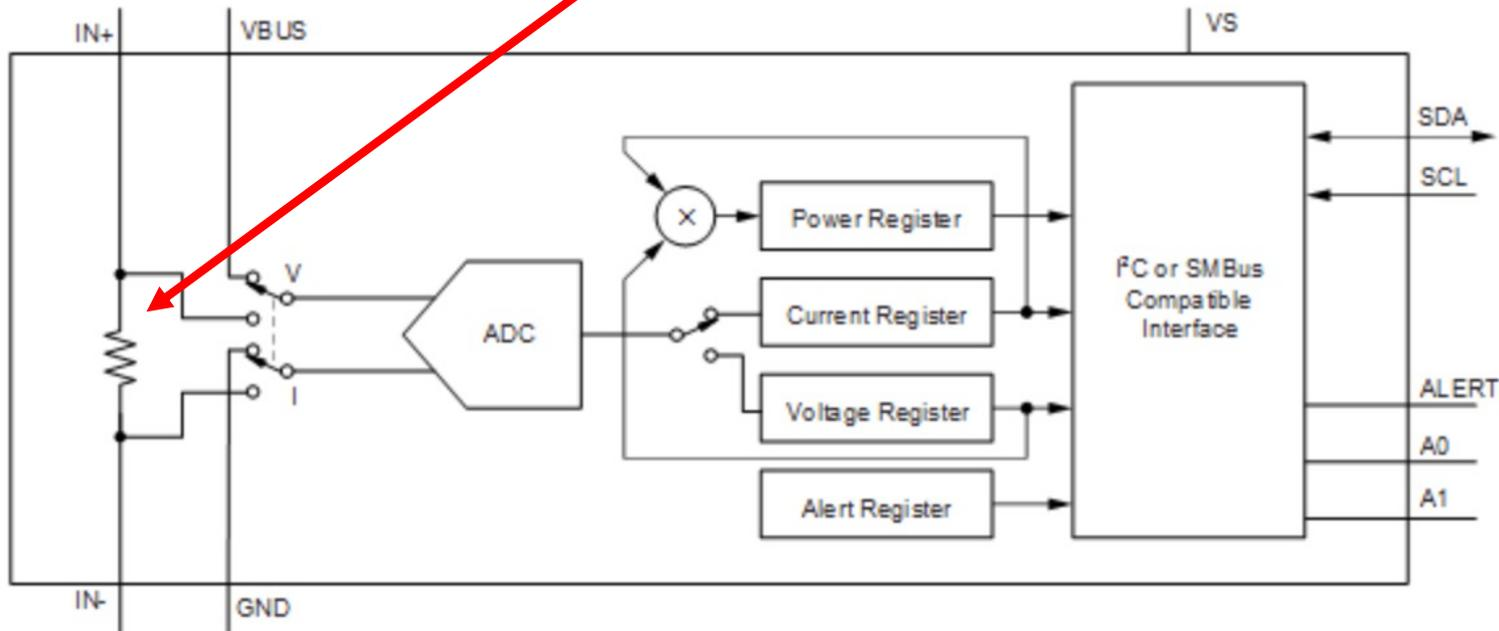 IN+
VBUS
VS
SDA
SCL
V
×
Power Register
ADC
Current Register
I²C or SMBus
Compatible
Interface
I
Voltage Register
ALERT
A0
Alert Register
A1
IN-
GND